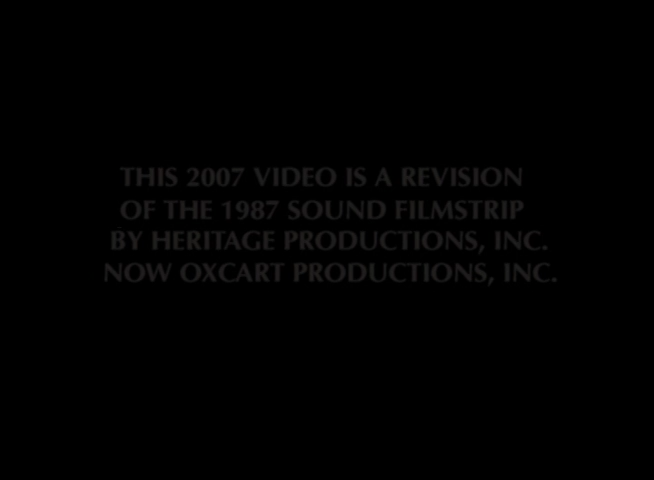 THIS 2007 VIDEO IS A REVISION
OF THE 1987 SOUND FILMSTRIP
BY HERITAGE PRODUCTIONS, INC.
NOW OXCART PRODUCTIONS, INC.